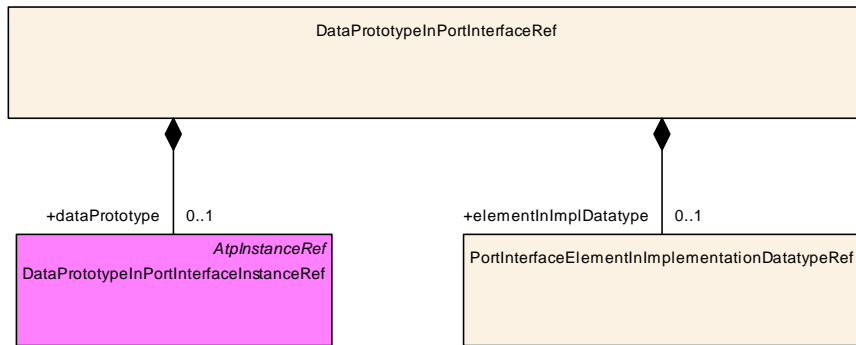 DataPrototypeInPortInterfaceRef
+dataPrototype 0..1
+elementInImplDatatype 0..1
AtpInstanceRef
DataPrototypeInPortInterfaceInstanceRef
PortInterfaceElementInImplementationDatatypeRef